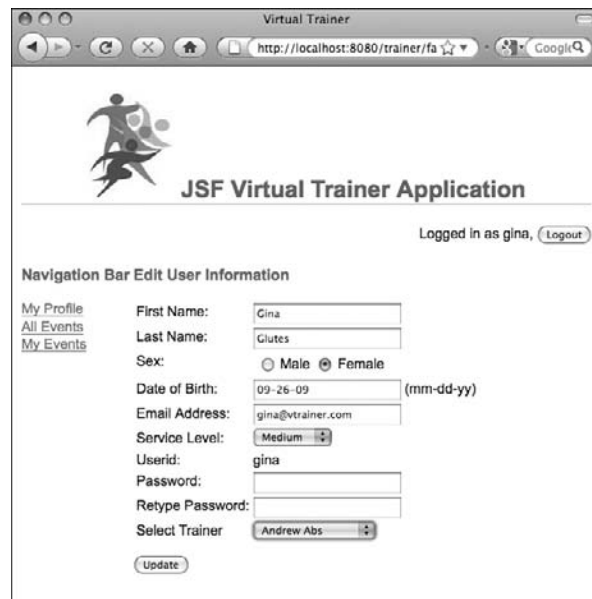 Virtual Trainer
http://localhost:8080/trainer/fa
Google
JSF Virtual Trainer Application
Logged in as gina, Logout
Navigation Bar Edit User Information
My Profile
All Events
My Events
First Name: Gina
Last Name: Glutes
Sex: Male Female
Date of Birth: 09-26-09 (mm-dd-yy)
Email Address: gina@vtrainer.com
Service Level: Medium
Userid: gina
Password:
Retype Password:
Select Trainer Andrew Abs
Update